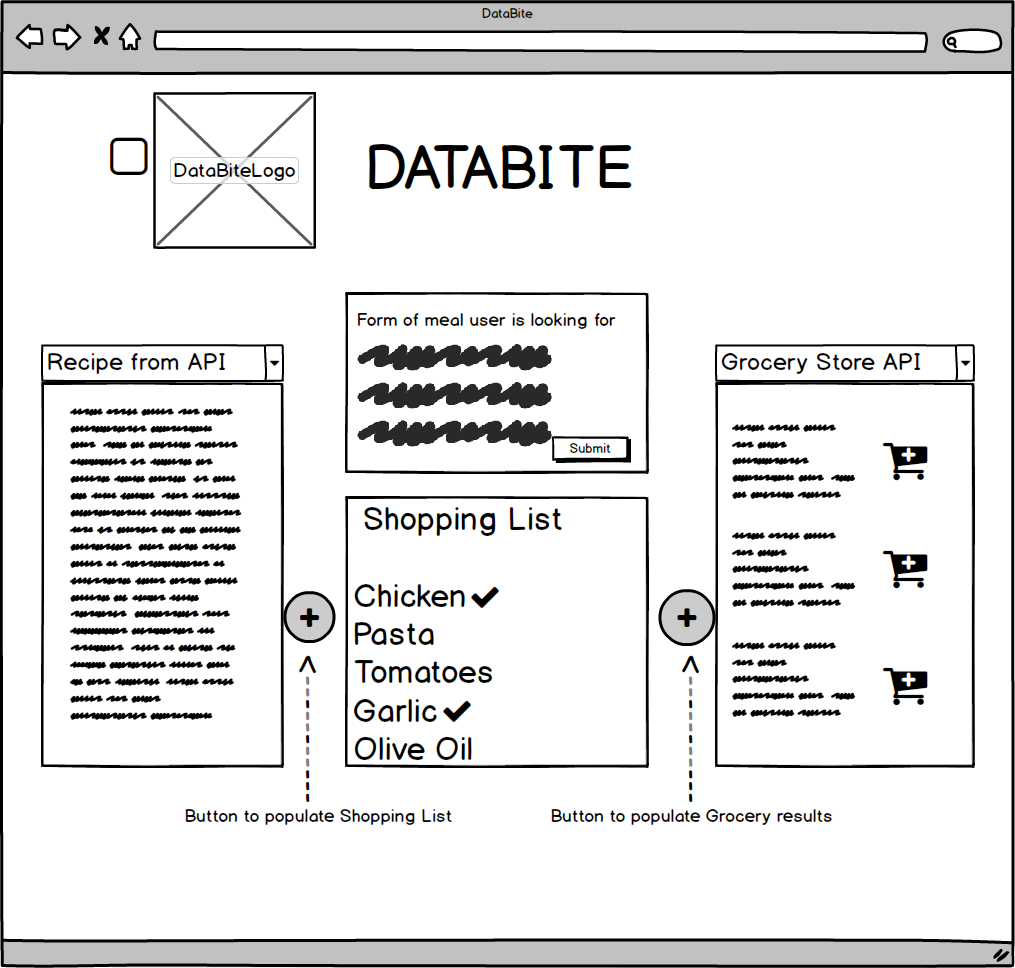 DataBite
DataBiteLogo
DATABITE
Form of meal user is looking for
Submit
Recipe from API
Grocery Store API
Shopping List
Chicken
Pasta
Tomatoes
Garlic
Olive Oil
Button to populate Shopping List
Button to populate Grocery results